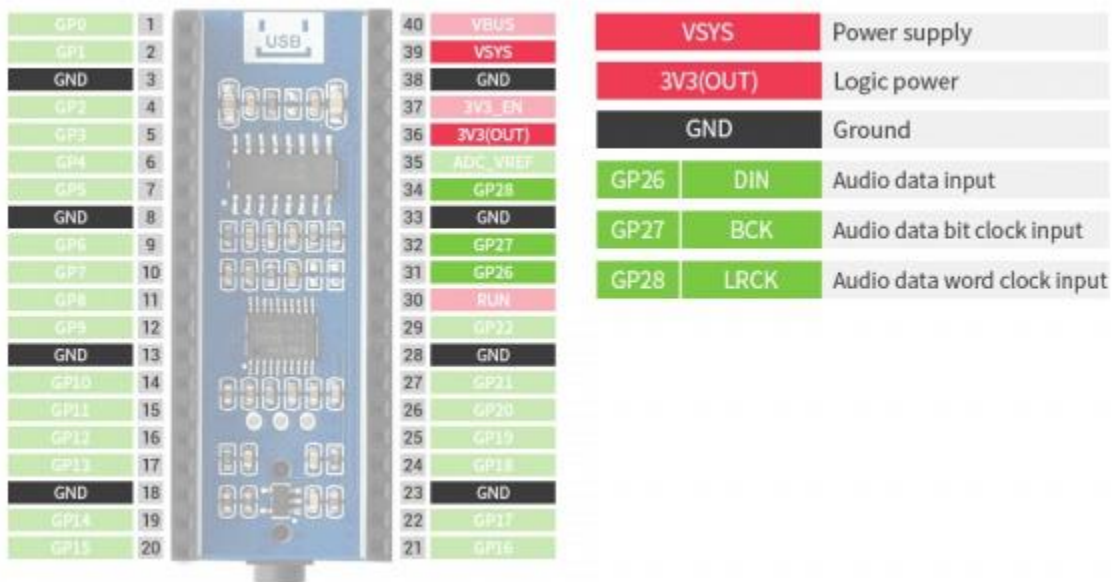 GP0 1
GP1 2
GND 3
GP2 4
GP3 5
GP4 6
GP5 7
GND 8
GP6 9
GP7 10
GP8 11
GP9 12
GND 13
GP10 14
GP11 15
GP12 16
GP13 17
GND 18
GP14 19
GP15 20
USB
40 VBUS
39 VSYS
38 GND
37 3V3_EN
36 3V3(OUT)
35 ADC_VREF
34 GP28
33 GND
32 GP27
31 GP26
30 RUN
29 GP22
28 GND
27 GP21
26 GP20
25 GP19
24 GP18
23 GND
22 GP17
21 GP16
VSYS Power supply
3V3(OUT) Logic power
GND Ground
GP26 DIN Audio data input
GP27 BCK Audio data bit clock input
GP28 LRCK Audio data word clock input